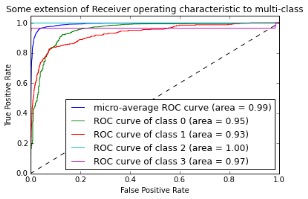 Some extension of Receiver operating characteristic to multi-class
True Positive Rate
1.0
0.8
0.6
0.4
0.2
0.0
micro-average ROC curve (area = 0.99)
ROC curve of class 0 (area = 0.95)
ROC curve of class 1 (area = 0.93)
ROC curve of class 2 (area = 1.00)
ROC curve of class 3 (area = 0.97)
0.0 0.2 0.4 0.6 0.8 1.0
False Positive Rate